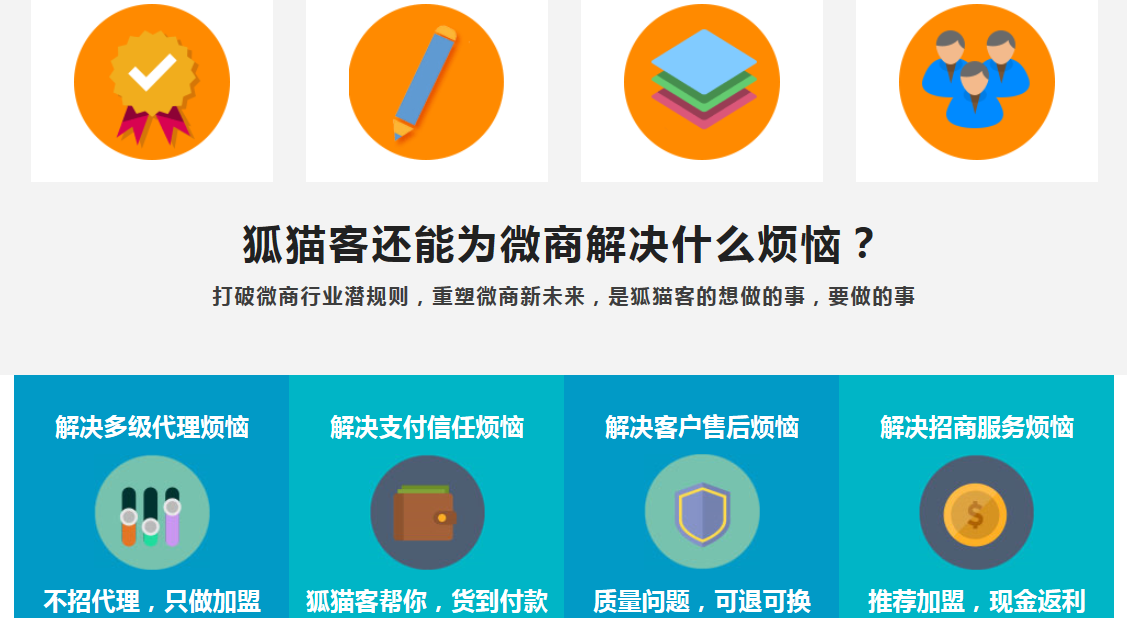 狐猫客还能为微商解决什么烦恼？
打破微商行业潜规则，重塑微商新未来，是狐猫客的想做的事，要做的事
解决多级代理烦恼
解决支付信任烦恼
解决客户售后烦恼
解决招商服务烦恼
不招代理，只做加盟
狐猫客帮你，货到付款
质量问题，可退可换
推荐加盟，现金返利